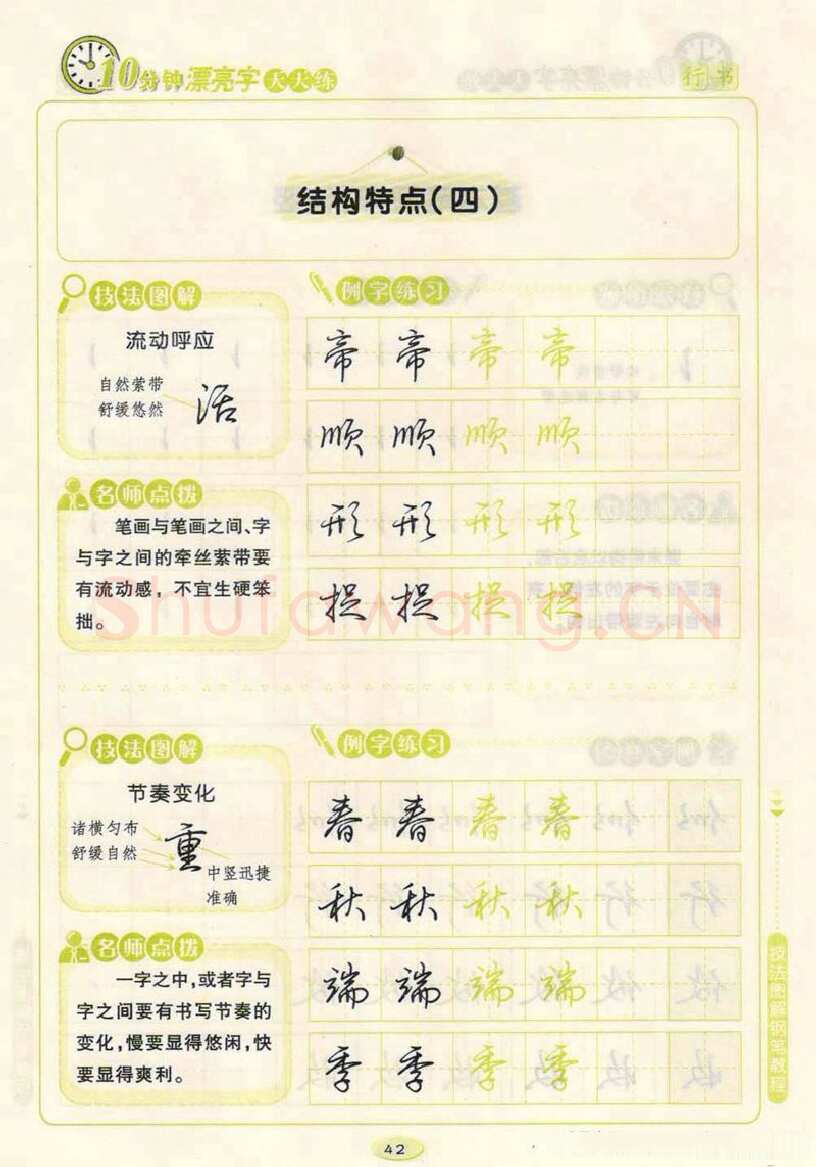 10分钟漂亮字天天练
行书
结构特点(四)
技法图解
流动呼应
自然萦带
舒缓悠然
活
名师点拨
笔画与笔画之间、字
与字之间的牵丝萦带要
有流动感，不宜生硬笨
拙。
例字练习
帝 帝 帝 帝
顺 顺 顺 顺
形 形 形 形
损 损 损 损
Shufawang.CN
技法图解
节奏变化
诸横匀布
舒缓自然
重
中竖迅捷
准确
名师点拨
一字之中，或者字与
字之间要有书写节奏的
变化，慢要显得悠闲，快
要显得爽利。
例字练习
春 春 春 春
秋 秋 秋 秋
端 端 端 端
季 季 季 季
技法图解钢笔教程
42